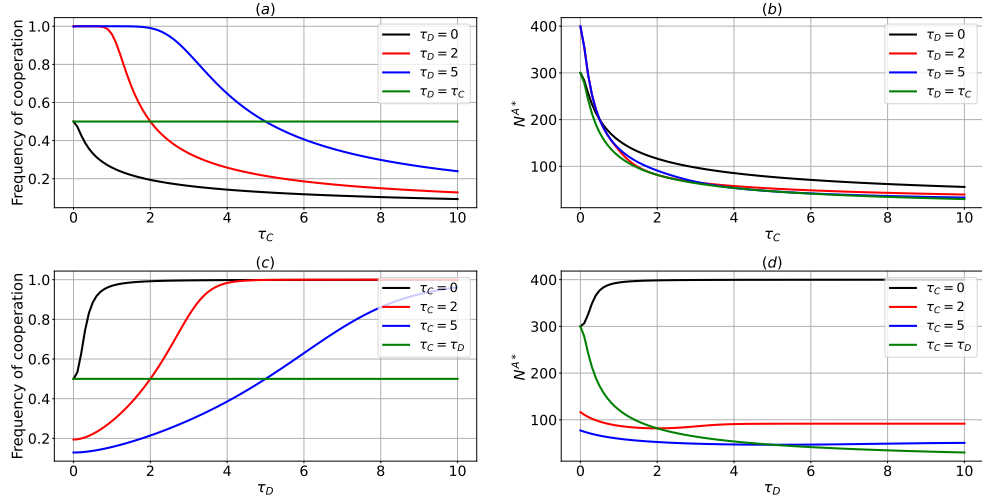 (a)
Frequency of cooperation
1.0
0.8
0.6
0.4
0.2
0 2 4 6 8 10
τ_C
τ_D = 0
τ_D = 2
τ_D = 5
τ_D = τ_C
(b)
N^{A*}
400
300
200
100
0 2 4 6 8 10
τ_C
τ_D = 0
τ_D = 2
τ_D = 5
τ_D = τ_C
(c)
Frequency of cooperation
1.0
0.8
0.6
0.4
0.2
0 2 4 6 8 10
τ_D
τ_C = 0
τ_C = 2
τ_C = 5
τ_C = τ_D
(d)
N^{A*}
400
300
200
100
0 2 4 6 8 10
τ_D
τ_C = 0
τ_C = 2
τ_C = 5
τ_C = τ_D